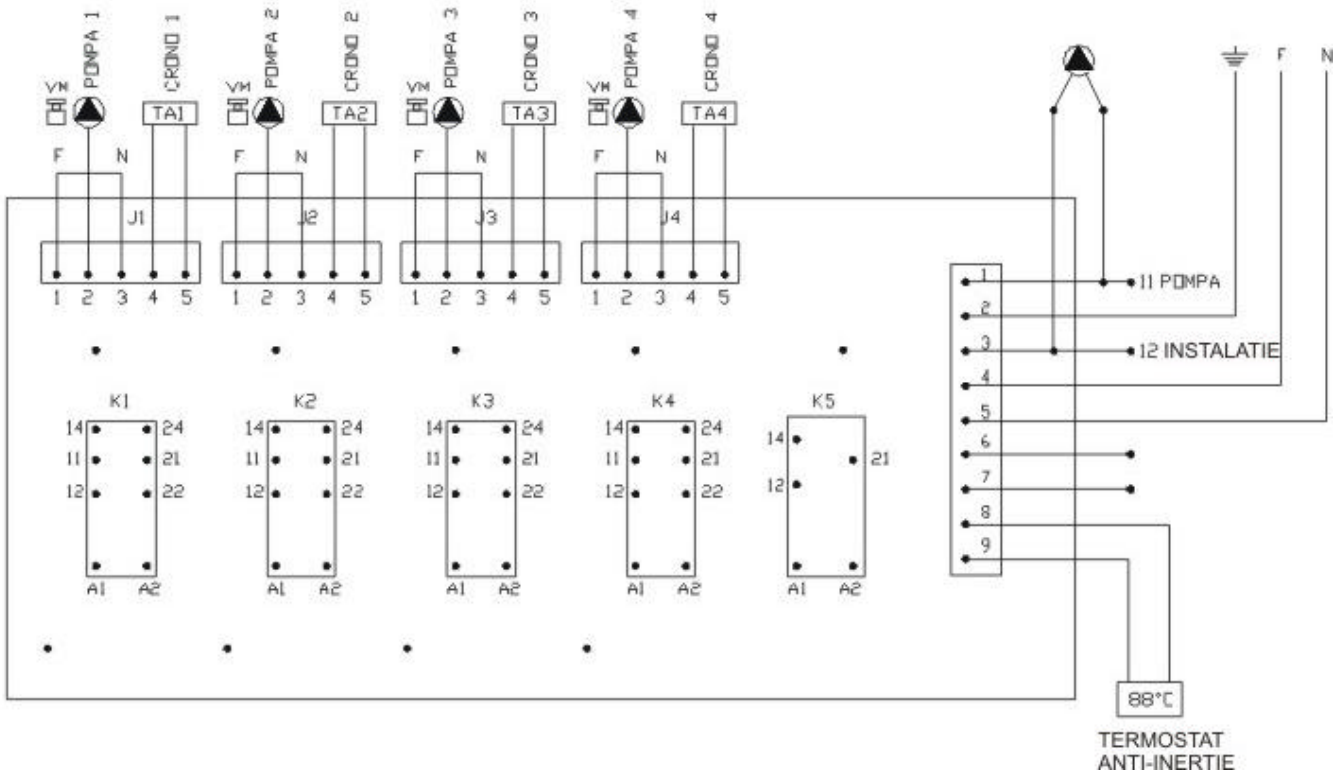 VM POMPA 1 CRONO 1 VM POMPA 2 CRONO 2 VM POMPA 3 CRONO 3 VM POMPA 4 CRONO 4
F N
TA1 TA2 TA3 TA4
F N F N F N F N
J1 J2 J3 J4
1 2 3 4 5 1 2 3 4 5 1 2 3 4 5 1 2 3 4 5
1 11 POMPA
2
3 12 INSTALATIE
4
5
6
7
8
9
K1 K2 K3 K4 K5
14 24 14 24 14 24 14 24 14
11 21 11 21 11 21 11 21 21
12 22 12 22 12 22 12 22 12
A1 A2 A1 A2 A1 A2 A1 A2 A1 A2
88°C
TERMOSTAT
ANTI-INERTIE